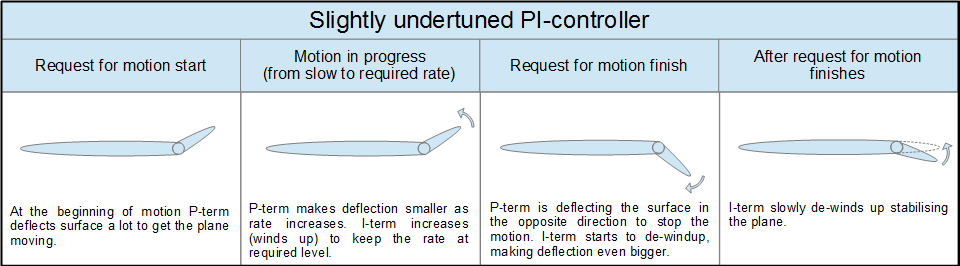 Slightly undertuned PI-controller
Request for motion start
Motion in progress
(from slow to required rate)
Request for motion finish
After request for motion
finishes
At the beginning of motion P-term
deflects surface a lot to get the plane
moving.
P-term makes deflection smaller as
rate increases. I-term increases
(winds up) to keep the rate at
required level.
P-term is deflecting the surface in
the opposite direction to stop the
motion. I-term starts to de-windup,
making deflection even bigger.
I-term slowly de-winds up stabilising
the plane.